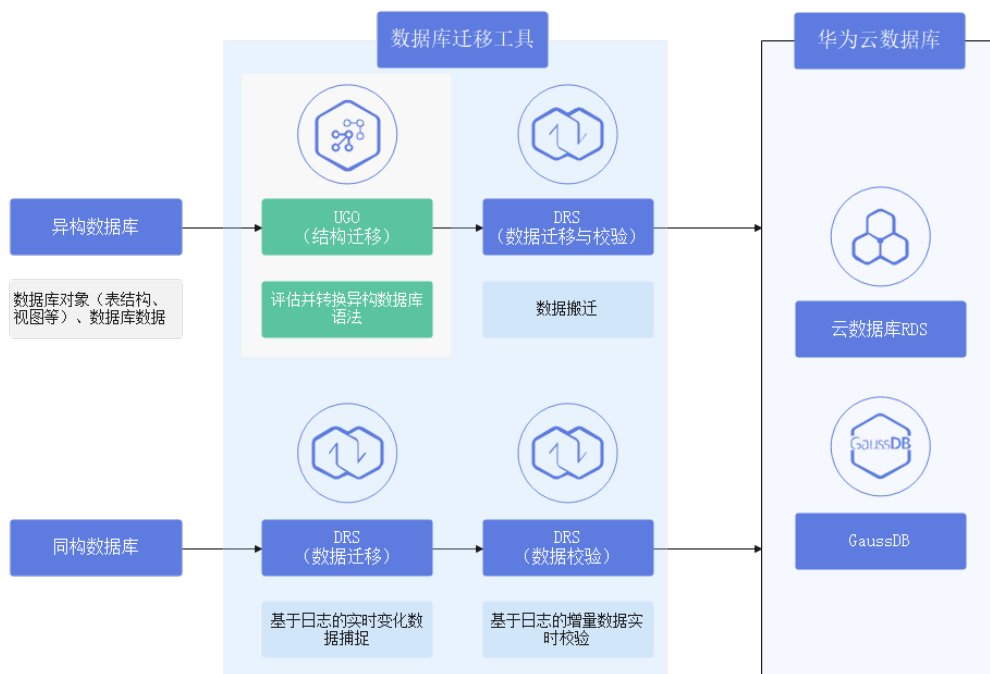 数据库迁移工具
华为云数据库
异构数据库
UGO
（结构迁移）
DRS
（数据迁移与校验）
数据库对象（表结构、
视图等）、数据库数据
评估并转换异构数据库
语法
数据搬迁
云数据库RDS
GaussDB
同构数据库
DRS
（数据迁移）
DRS
（数据校验）
GaussDB
基于日志的实时变化数
据捕捉
基于日志的增量数据实
时校验